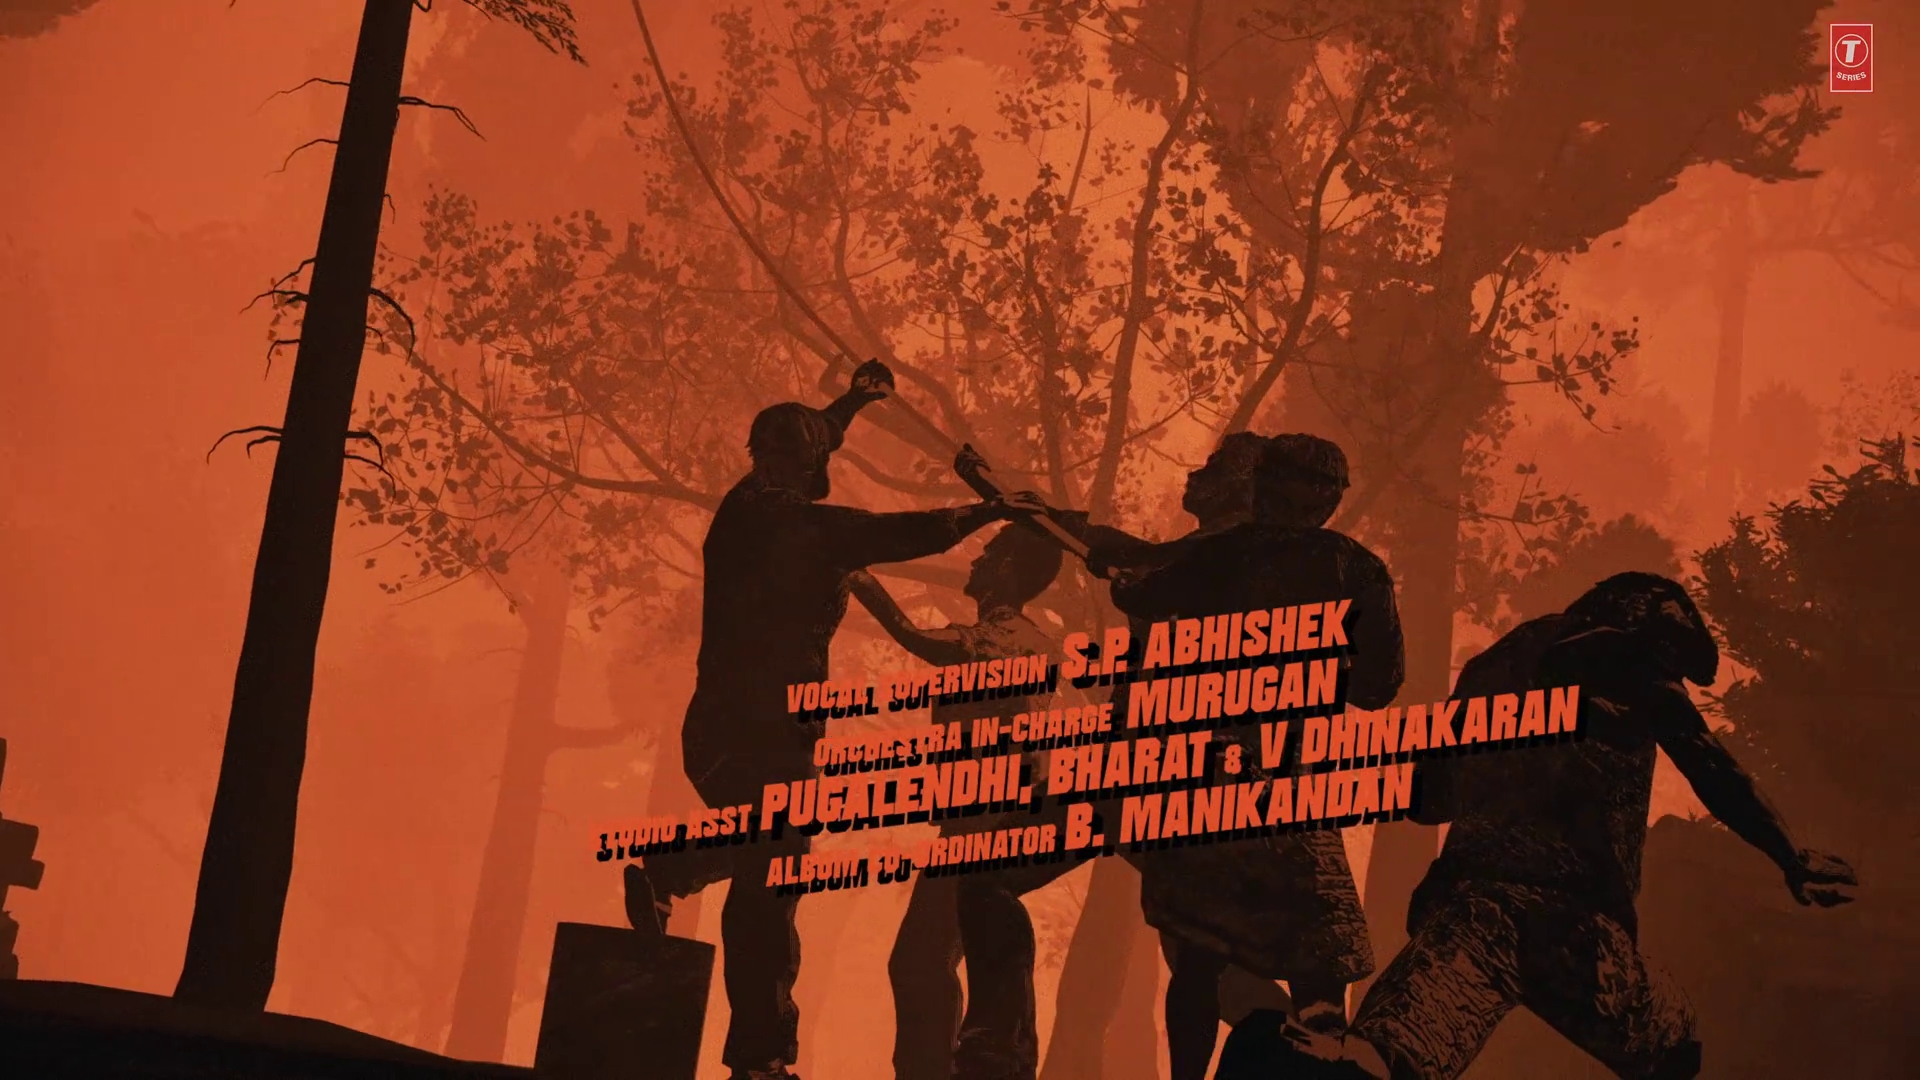 T
SERIES
VOCAL SUPERVISION S.P. ABHISHEK
ORCHESTRA IN-CHARGE MURUGAN
STUDIO ASST PUGALENDHI, BHARAT & V DHINAKARAN
ALBUM CO-ORDINATOR B. MANIKANDAN